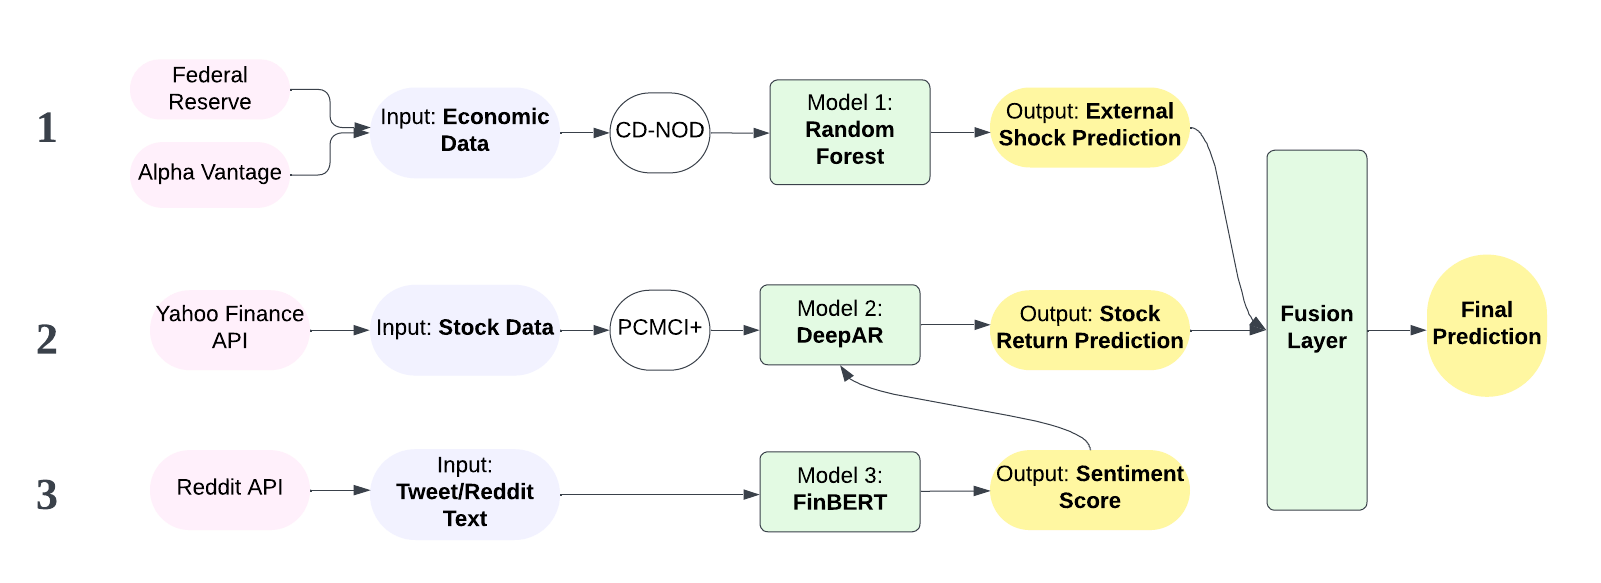 1
Federal
Reserve
Alpha Vantage
Input: Economic
Data
CD-NOD
Model 1:
Random
Forest
Output: External
Shock Prediction
2
Yahoo Finance
API
Input: Stock Data
PCMCI+
Model 2:
DeepAR
Output: Stock
Return Prediction
3
Reddit API
Input:
Tweet/Reddit
Text
Model 3:
FinBERT
Output: Sentiment
Score
Fusion
Layer
Final
Prediction